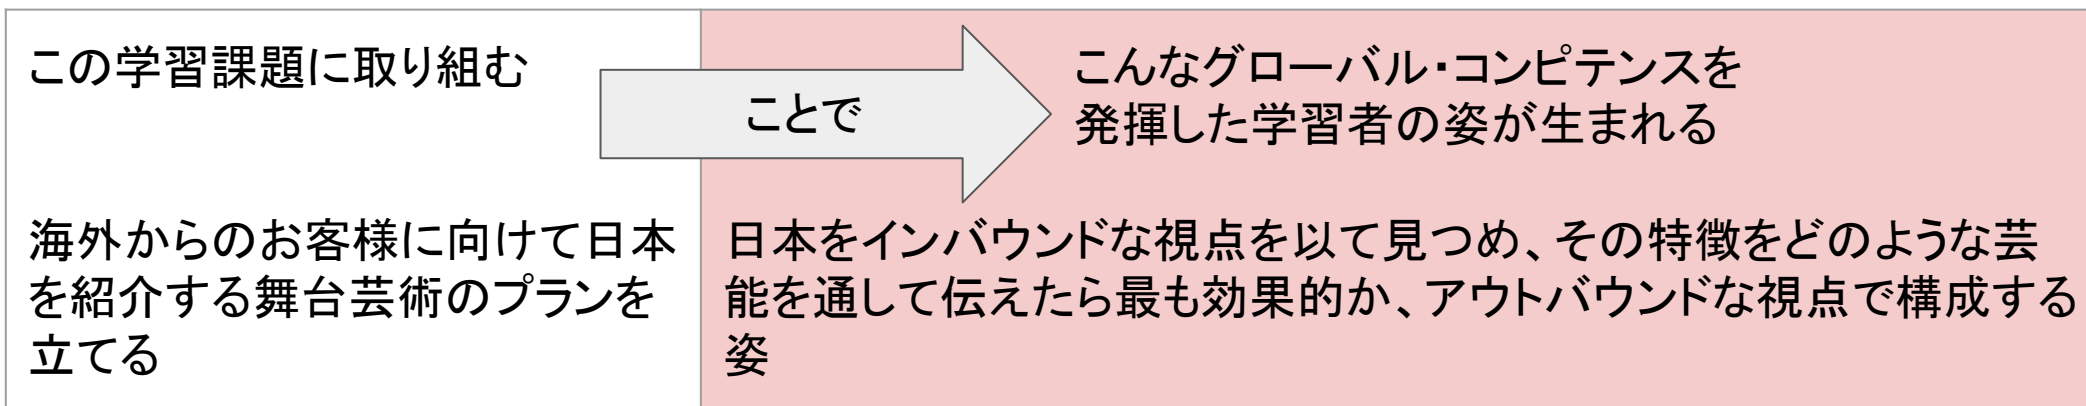 この学習課題に取り組む
ことで
こんなグローバル・コンピテンスを
発揮した学習者の姿が生まれる
海外からのお客様に向けて日本
を紹介する舞台芸術のプランを
立てる
日本をインバウンドな視点を以て見つめ、その特徴をどのような芸
能を通して伝えたら最も効果的か、アウトバウンドな視点で構成する
姿